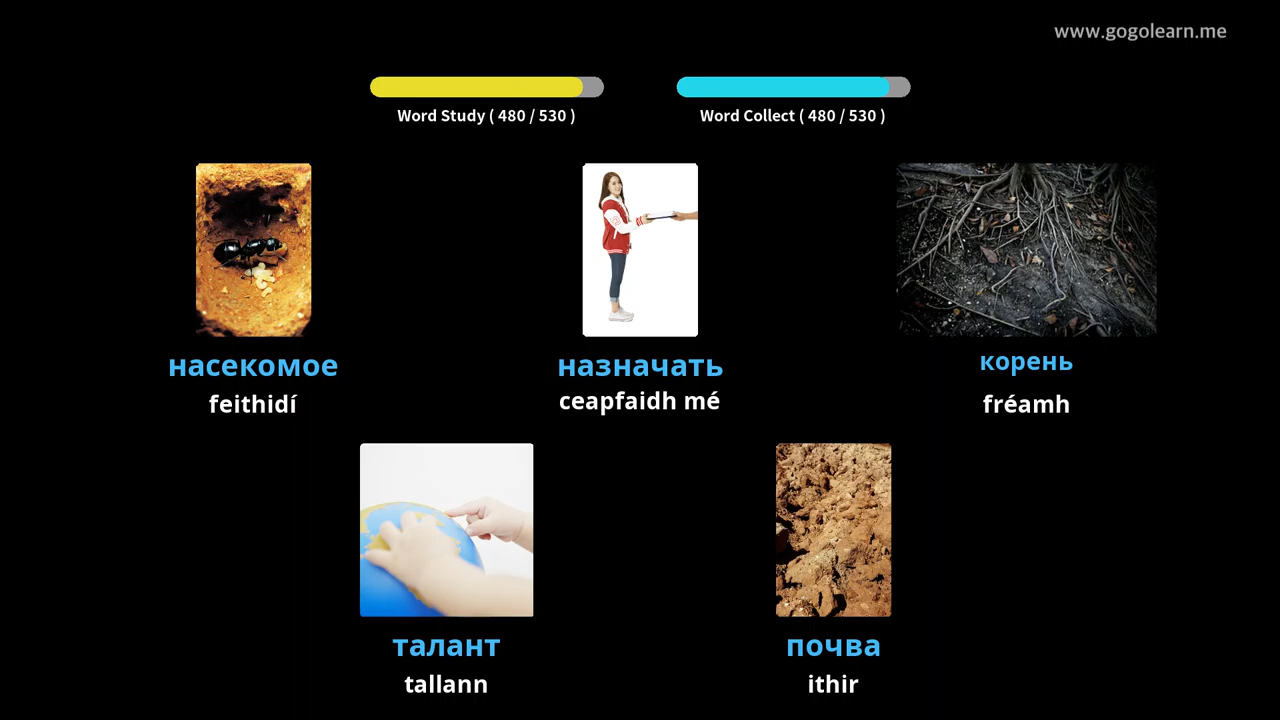 www.gogolearn.me
Word Study ( 480 / 530 )
Word Collect ( 480 / 530 )
насекомое
feithidí
назначать
ceapfaidh mé
корень
fréamh
талант
tallann
почва
ithir